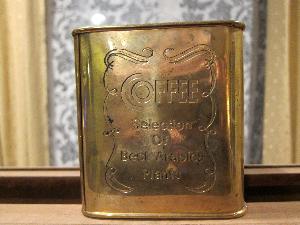 COFFEE
Selection
Of
Best Arabica
Plants